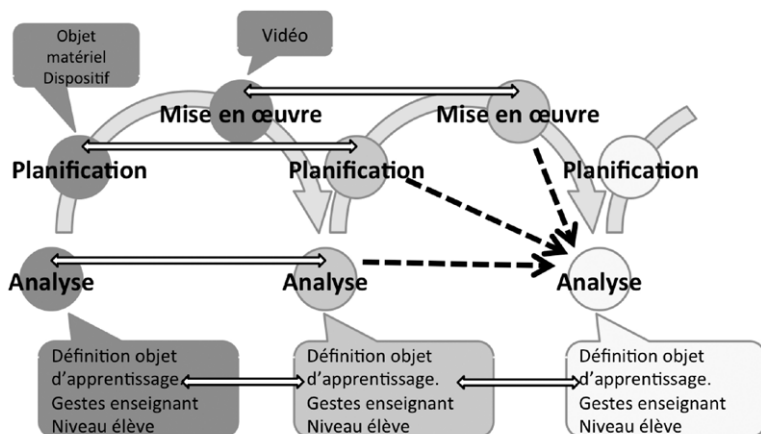 Objet
matériel
Dispositif
Vidéo
Mise en œuvre
Mise en œuvre
Planification
Planification
Planification
Analyse
Analyse
Analyse
Définition objet
d’apprentissage.
Gestes enseignant
Niveau élève
Définition objet
d’apprentissage.
Gestes enseignant
Niveau élève
Définition objet
d’apprentissage.
Gestes enseignant
Niveau élève